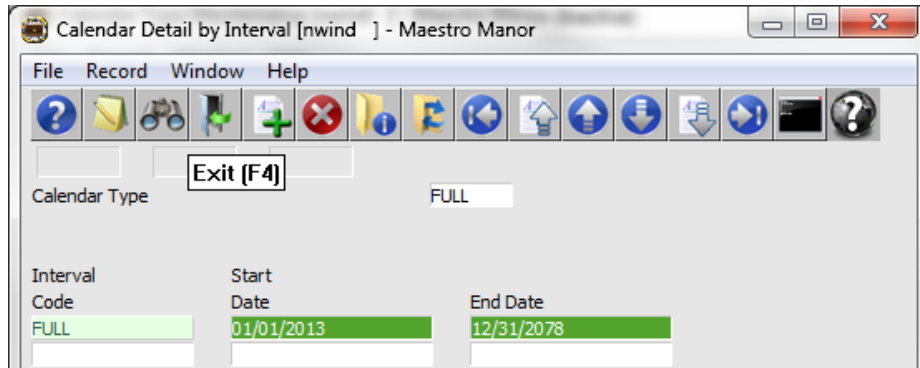 Calendar Detail by Interval [nwind ] - Maestro Manor
File Record Window Help
Exit (F4)
Calendar Type FULL
Interval Start
Code Date End Date
FULL 01/01/2013 12/31/2078